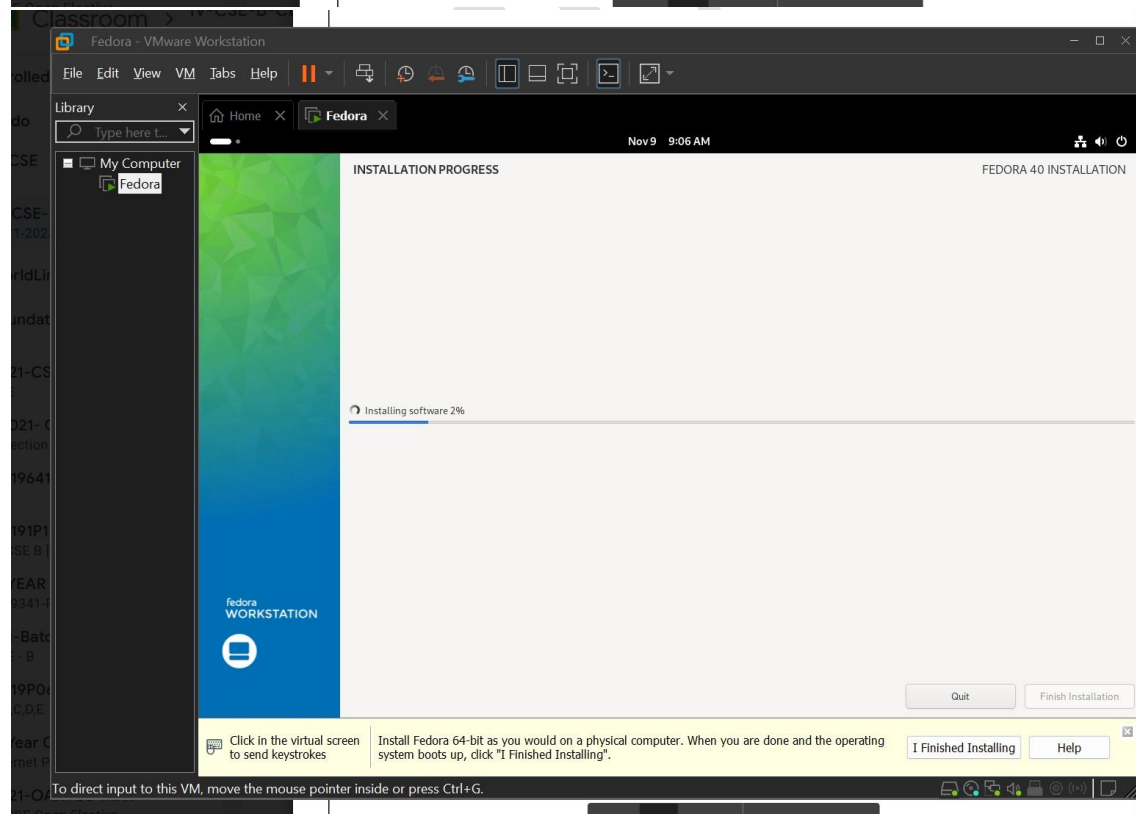 Classroom >
Fedora - VMware Workstation
File Edit View VM Tabs Help
Library
Type here t...
My Computer
Fedora
Home
Fedora
Nov 9 9:06 AM
INSTALLATION PROGRESS
FEDORA 40 INSTALLATION
Installing software 2%
fedora
WORKSTATION
Quit
Finish Installation
Click in the virtual screen
to send keystrokes
Install Fedora 64-bit as you would on a physical computer. When you are done and the operating
system boots up, click "I Finished Installing".
I Finished Installing
Help
To direct input to this VM, move the mouse pointer inside or press Ctrl+G.